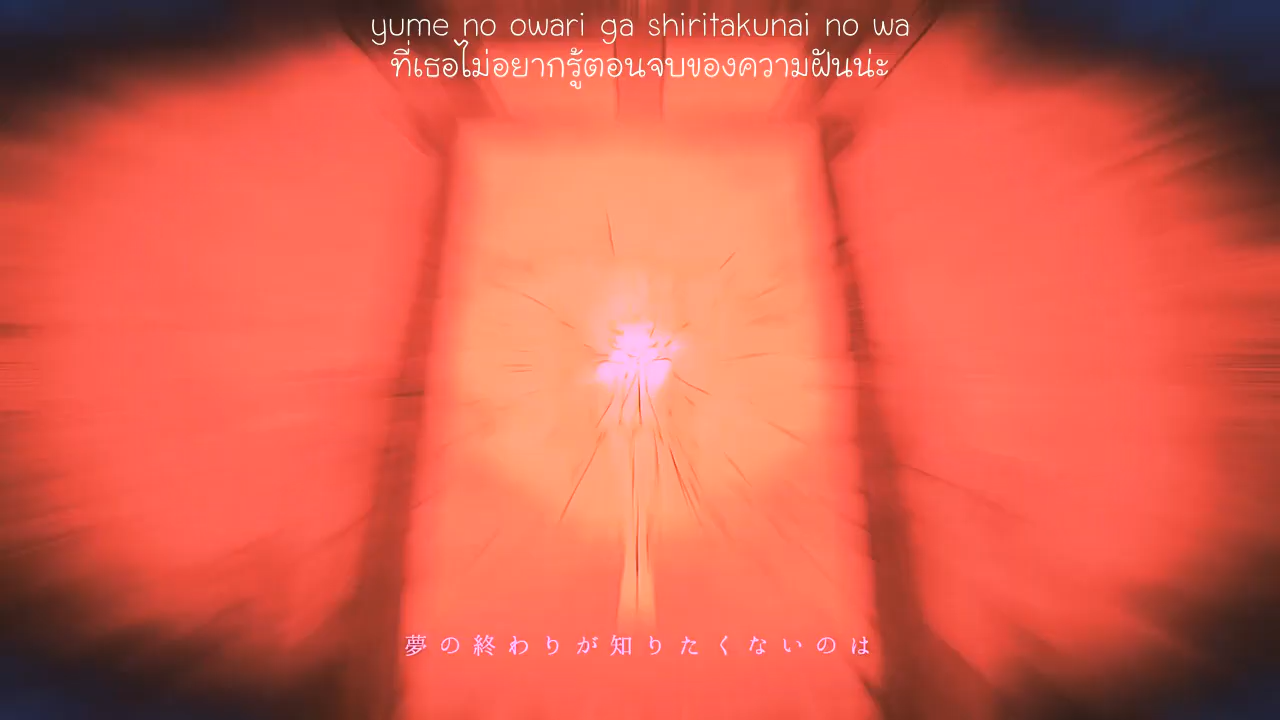 yume no owari ga shiritakunai no wa
ที่เธอไม่อยากรู้ตอนจบของความฝันน่ะ
夢の終わりが知りたくないのは